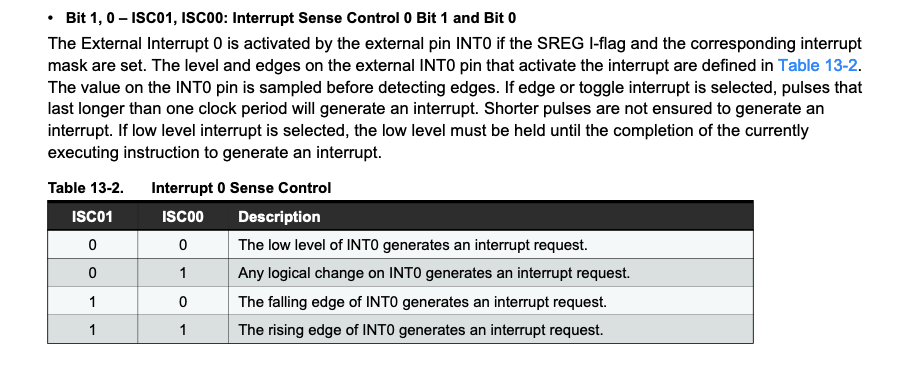 • Bit 1, 0 – ISC01, ISC00: Interrupt Sense Control 0 Bit 1 and Bit 0
The External Interrupt 0 is activated by the external pin INT0 if the SREG I-flag and the corresponding interrupt
mask are set. The level and edges on the external INT0 pin that activate the interrupt are defined in Table 13-2.
The value on the INT0 pin is sampled before detecting edges. If edge or toggle interrupt is selected, pulses that
last longer than one clock period will generate an interrupt. Shorter pulses are not ensured to generate an
interrupt. If low level interrupt is selected, the low level must be held until the completion of the currently
executing instruction to generate an interrupt.
Table 13-2. Interrupt 0 Sense Control
ISC01 ISC00 Description
0 0 The low level of INT0 generates an interrupt request.
0 1 Any logical change on INT0 generates an interrupt request.
1 0 The falling edge of INT0 generates an interrupt request.
1 1 The rising edge of INT0 generates an interrupt request.